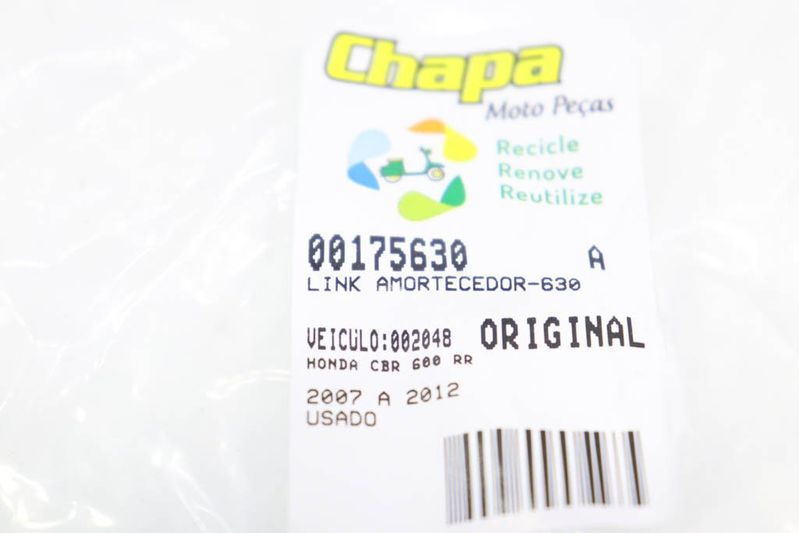 Chapa
Moto Peças
Recicle
Renove
Reutilize
00175630 A
LINK AMORTECEDOR-630
VEICULO:002048 ORIGINAL
HONDA CBR 600 RR
2007 A 2012
USADO